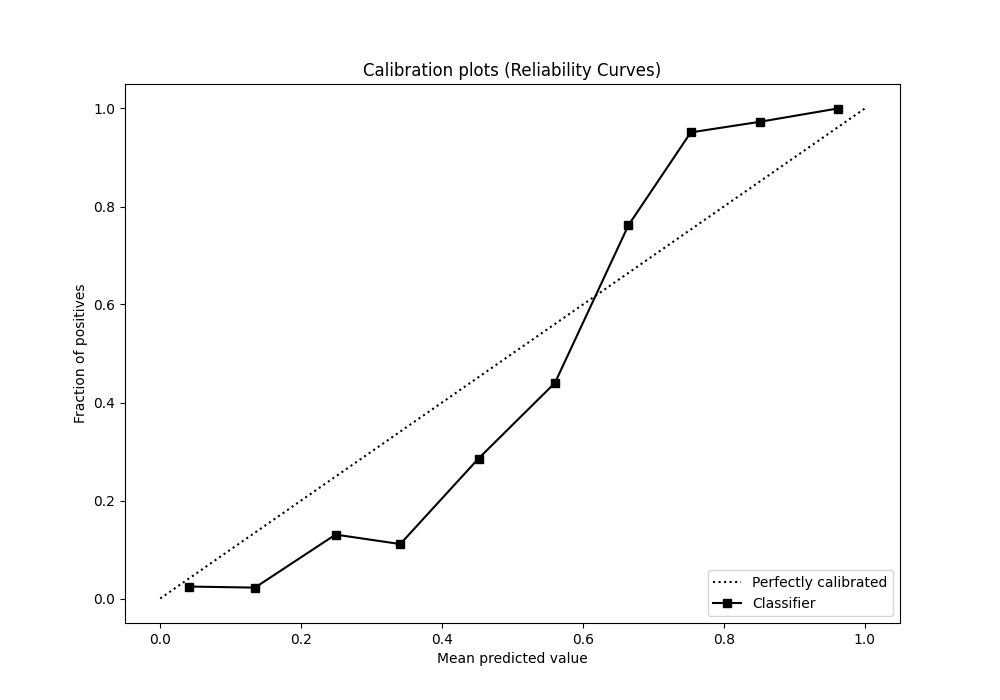 Calibration plots (Reliability Curves)
1.0
0.8
0.6
0.4
0.2
0.0
Fraction of positives
Perfectly calibrated
Classifier
0.0 0.2 0.4 0.6 0.8 1.0
Mean predicted value